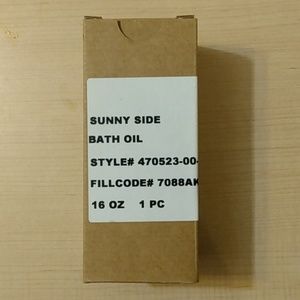 SUNNY SIDE
BATH OIL
STYLE# 470523-00-
FILLCODE# 7088AK
16 OZ 1 PC